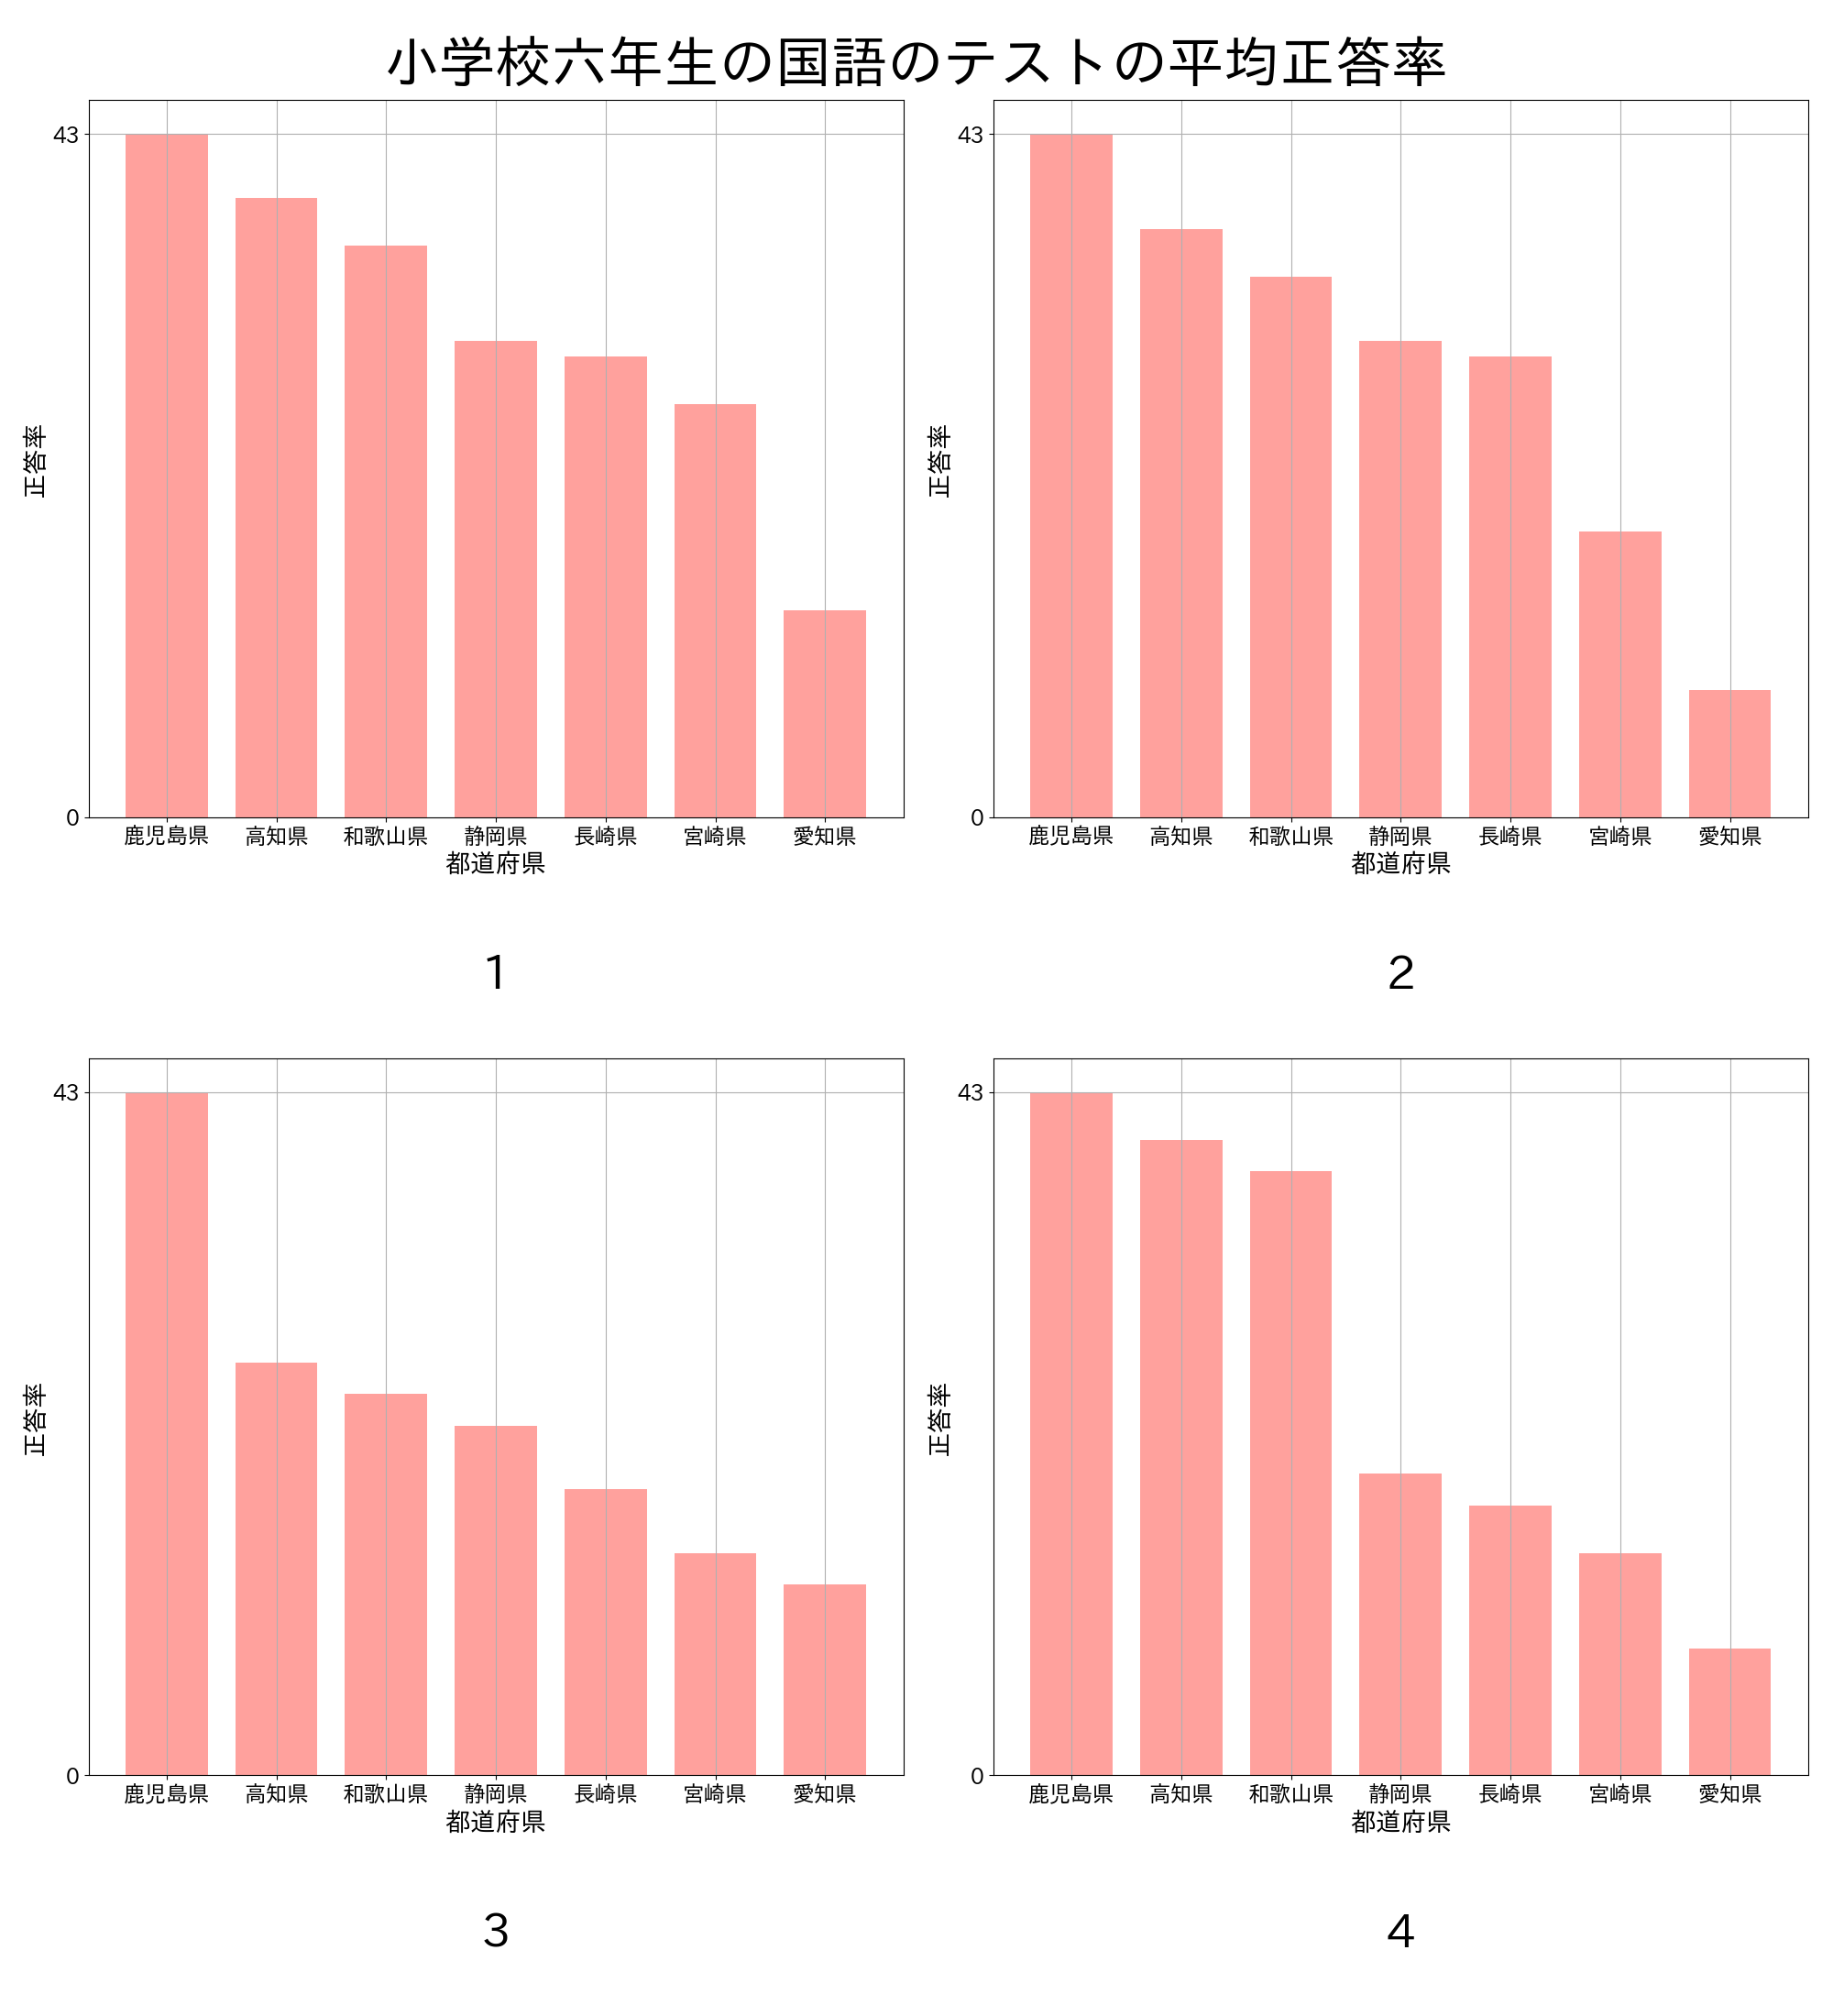 小学校六年生の国語のテストの平均正答率
43
0
正答率
鹿児島県 高知県 和歌山県 静岡県 長崎県 宮崎県 愛知県
都道府県
1
43
0
正答率
鹿児島県 高知県 和歌山県 静岡県 長崎県 宮崎県 愛知県
都道府県
2
43
0
正答率
鹿児島県 高知県 和歌山県 静岡県 長崎県 宮崎県 愛知県
都道府県
3
43
0
正答率
鹿児島県 高知県 和歌山県 静岡県 長崎県 宮崎県 愛知県
都道府県
4